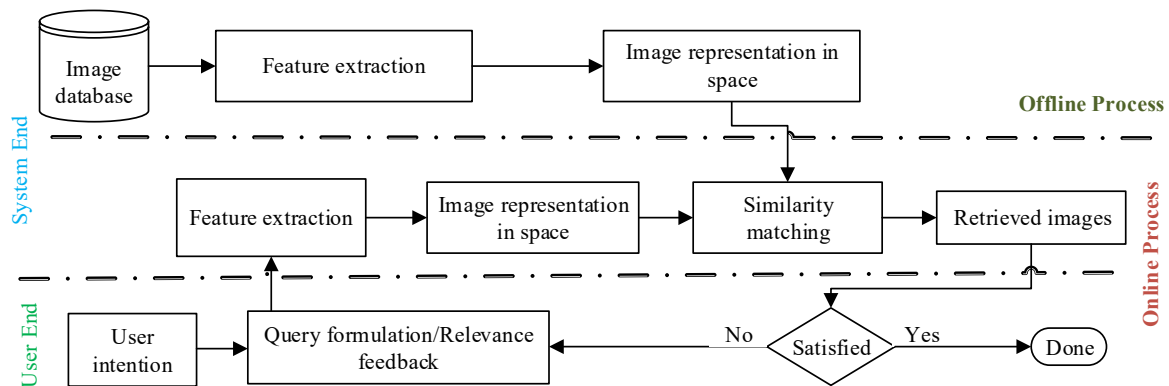 Image
database
Feature extraction
Image representation in
space
Offline Process
System End
Feature extraction
Image representation
in space
Similarity
matching
Retrieved images
Online Process
User End
User
intention
Query formulation/Relevance
feedback
No
Satisfied
Yes
Done